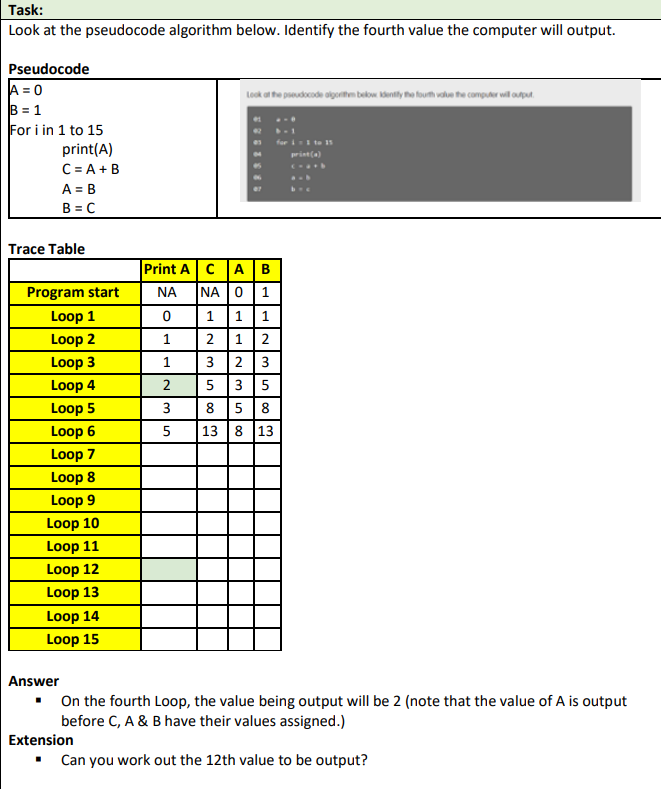 Task:
Look at the pseudocode algorithm below. Identify the fourth value the computer will output.
Pseudocode
A = 0
B = 1
For i in 1 to 15
print(A)
C = A + B
A = B
B = C
Look at the pseudocode algorithm below. Identify the fourth value the computer will output.
01 a = 0
02 b = 1
03 for i = 1 to 15
04 print(a)
05 c = a + b
06 a = b
07 b = c
Trace Table
Print A C A B
Program start NA NA 0 1
Loop 1 0 1 1 1
Loop 2 1 2 1 2
Loop 3 1 3 2 3
Loop 4 2 5 3 5
Loop 5 3 8 5 8
Loop 6 5 13 8 13
Loop 7
Loop 8
Loop 9
Loop 10
Loop 11
Loop 12
Loop 13
Loop 14
Loop 15
Answer
▪ On the fourth Loop, the value being output will be 2 (note that the value of A is output
before C, A & B have their values assigned.)
Extension
▪ Can you work out the 12th value to be output?